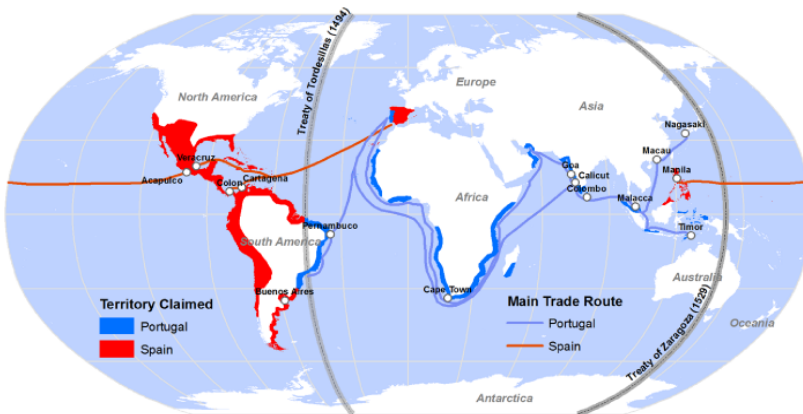 Treaty of Tordesillas (1494)
North America
Europe
Asia
Nagasaki
Macau
Veracruz
Acapulco
Colon
Cartagena
Goa
Calicut
Colombo
Manila
Malacca
Africa
Pernambuco
South America
Timor
Buenos Aires
Cape Town
Australia
Oceania
Treaty of Zaragoza (1529)
Territory Claimed
Portugal
Spain
Main Trade Route
Portugal
Spain
Antarctica